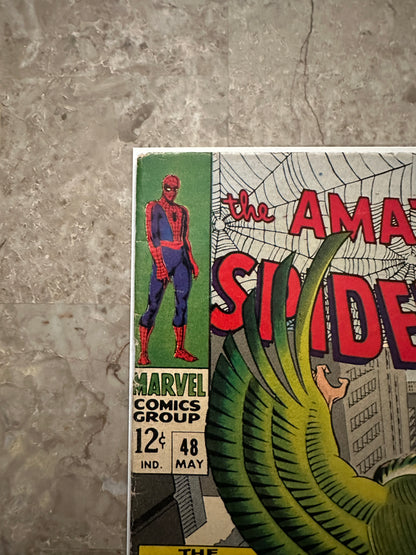 the AMA
SPIDE
MARVEL
COMICS
GROUP
12¢
IND.
48
MAY
THE